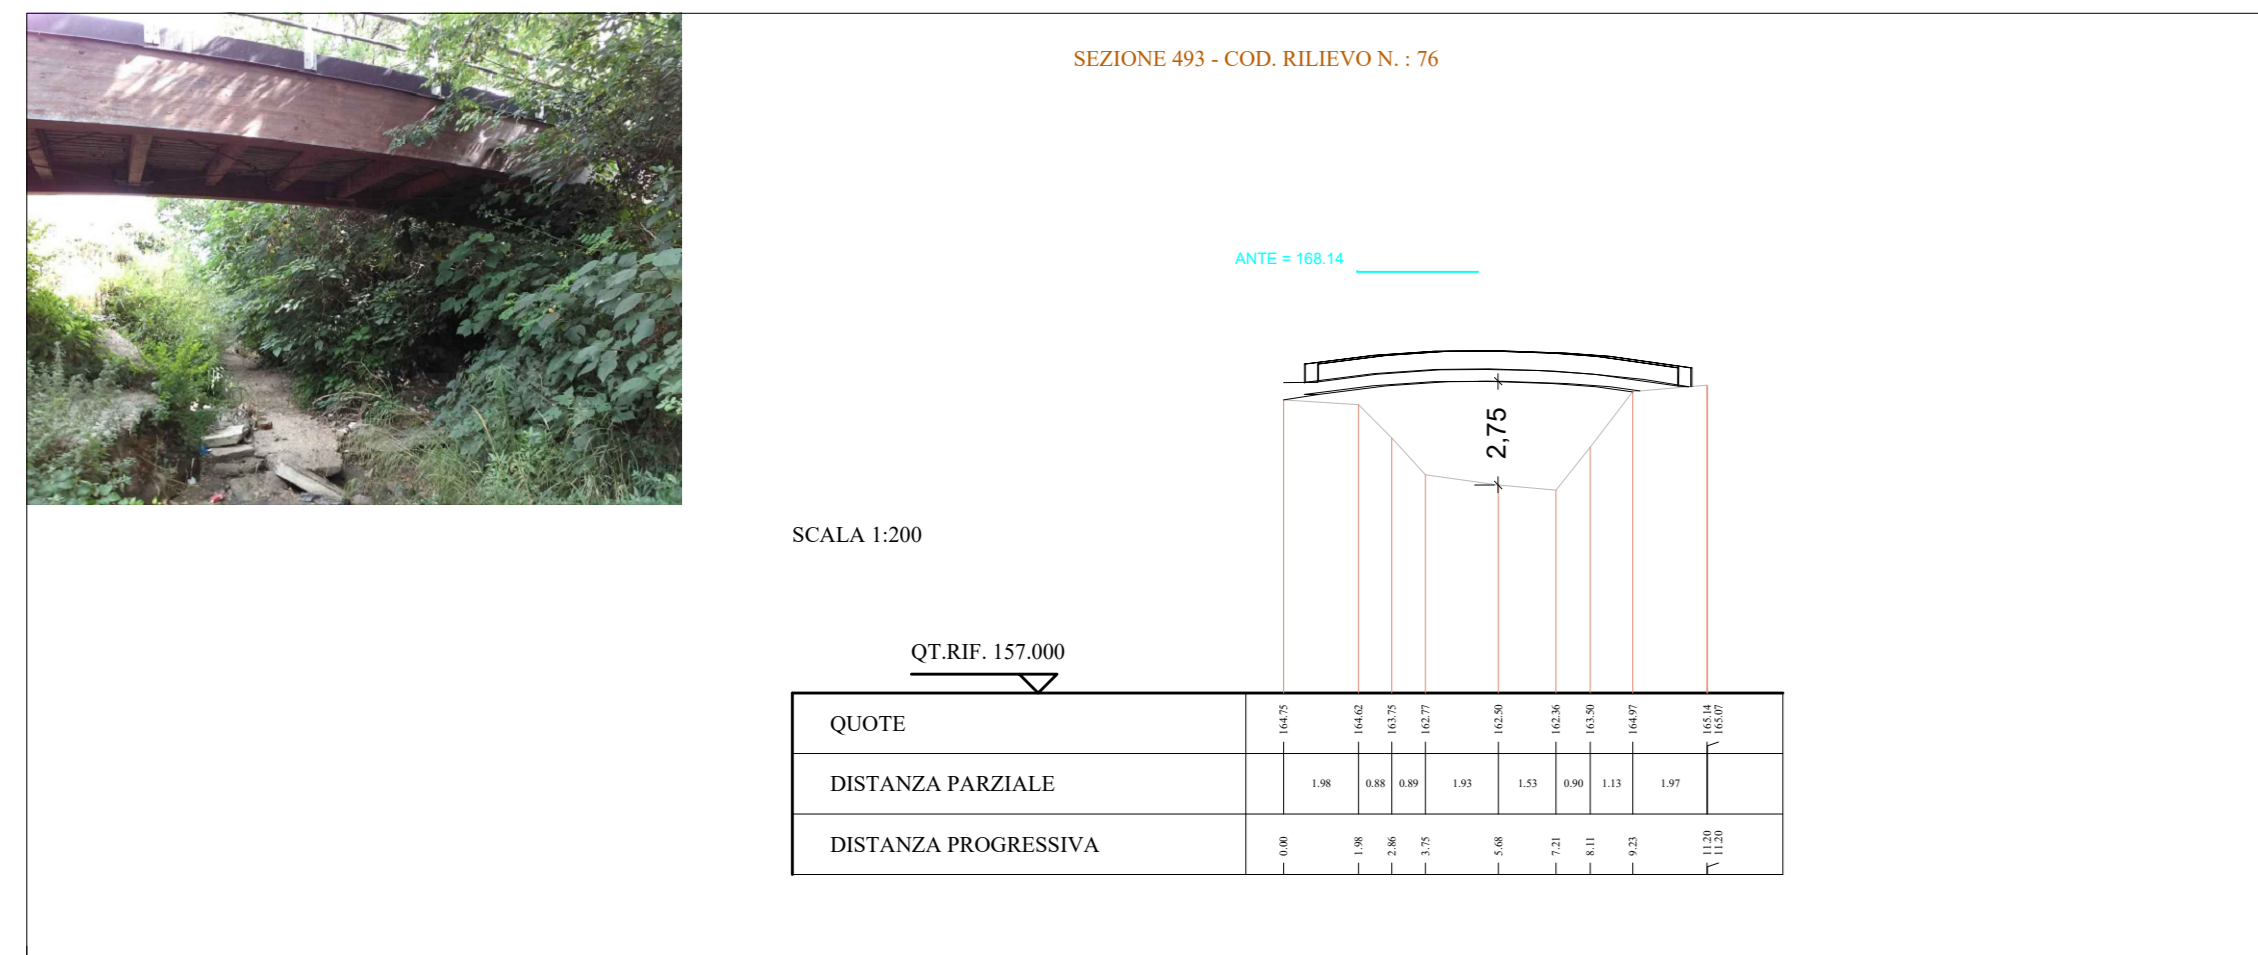 SEZIONE 493 - COD. RILIEVO N. : 76
ANTE = 168.14
2,75
SCALA 1:200
QT.RIF. 157.000
QUOTE 164.75 164.62 163.75 162.77 162.50 162.36 163.50 164.97 165.14 165.07
DISTANZA PARZIALE 1.98 0.88 0.89 1.93 1.53 0.90 1.13 1.97
DISTANZA PROGRESSIVA 0.00 1.98 2.86 3.75 5.68 7.21 8.11 9.23 11.20 11.20